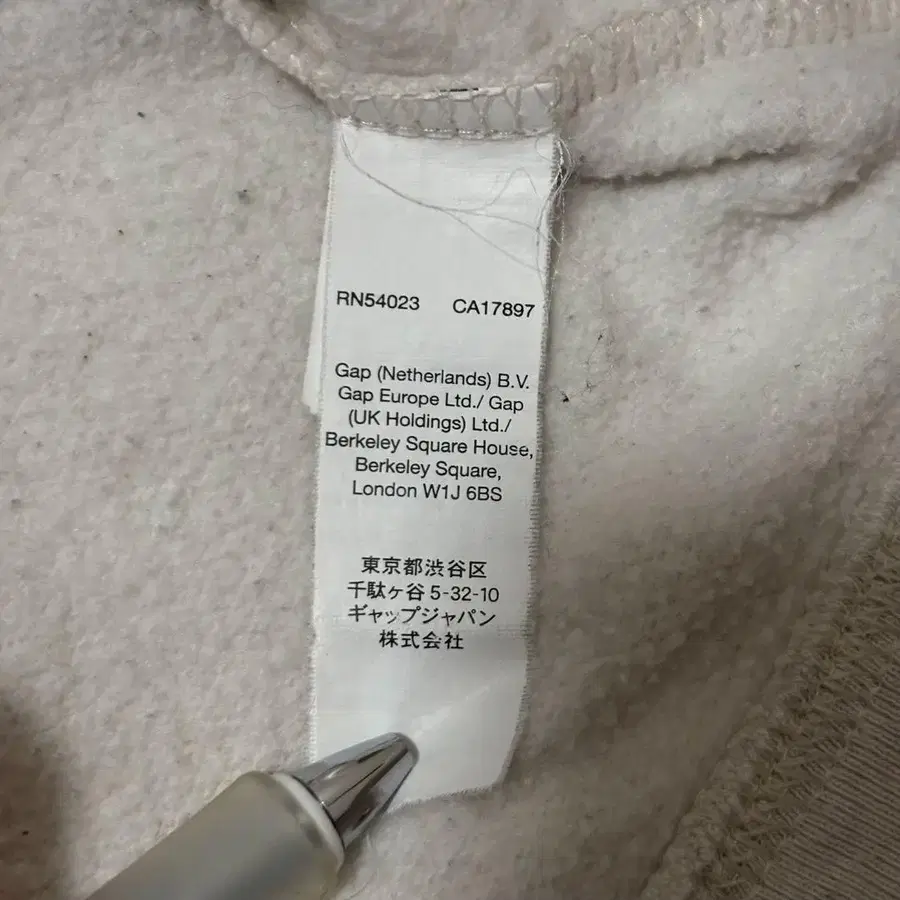 RN54023 CA17897
Gap (Netherlands) B.V.
Gap Europe Ltd./ Gap
(UK Holdings) Ltd./
Berkeley Square House,
Berkeley Square,
London W1J 6BS
東京都渋谷区
千駄ヶ谷 5-32-10
ギャップジャパン
株式会社